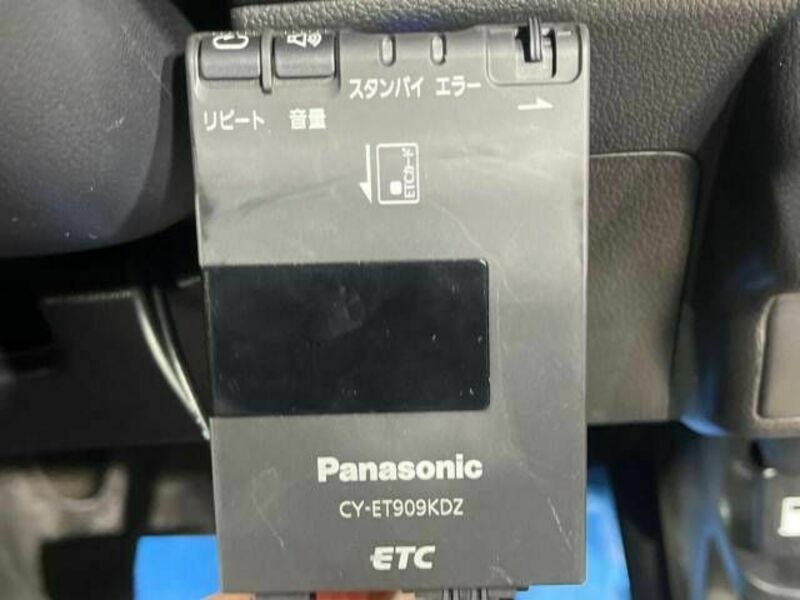 スタンバイ エラー
リピート 音量
ETCカード
Panasonic
CY-ET909KDZ
ETC